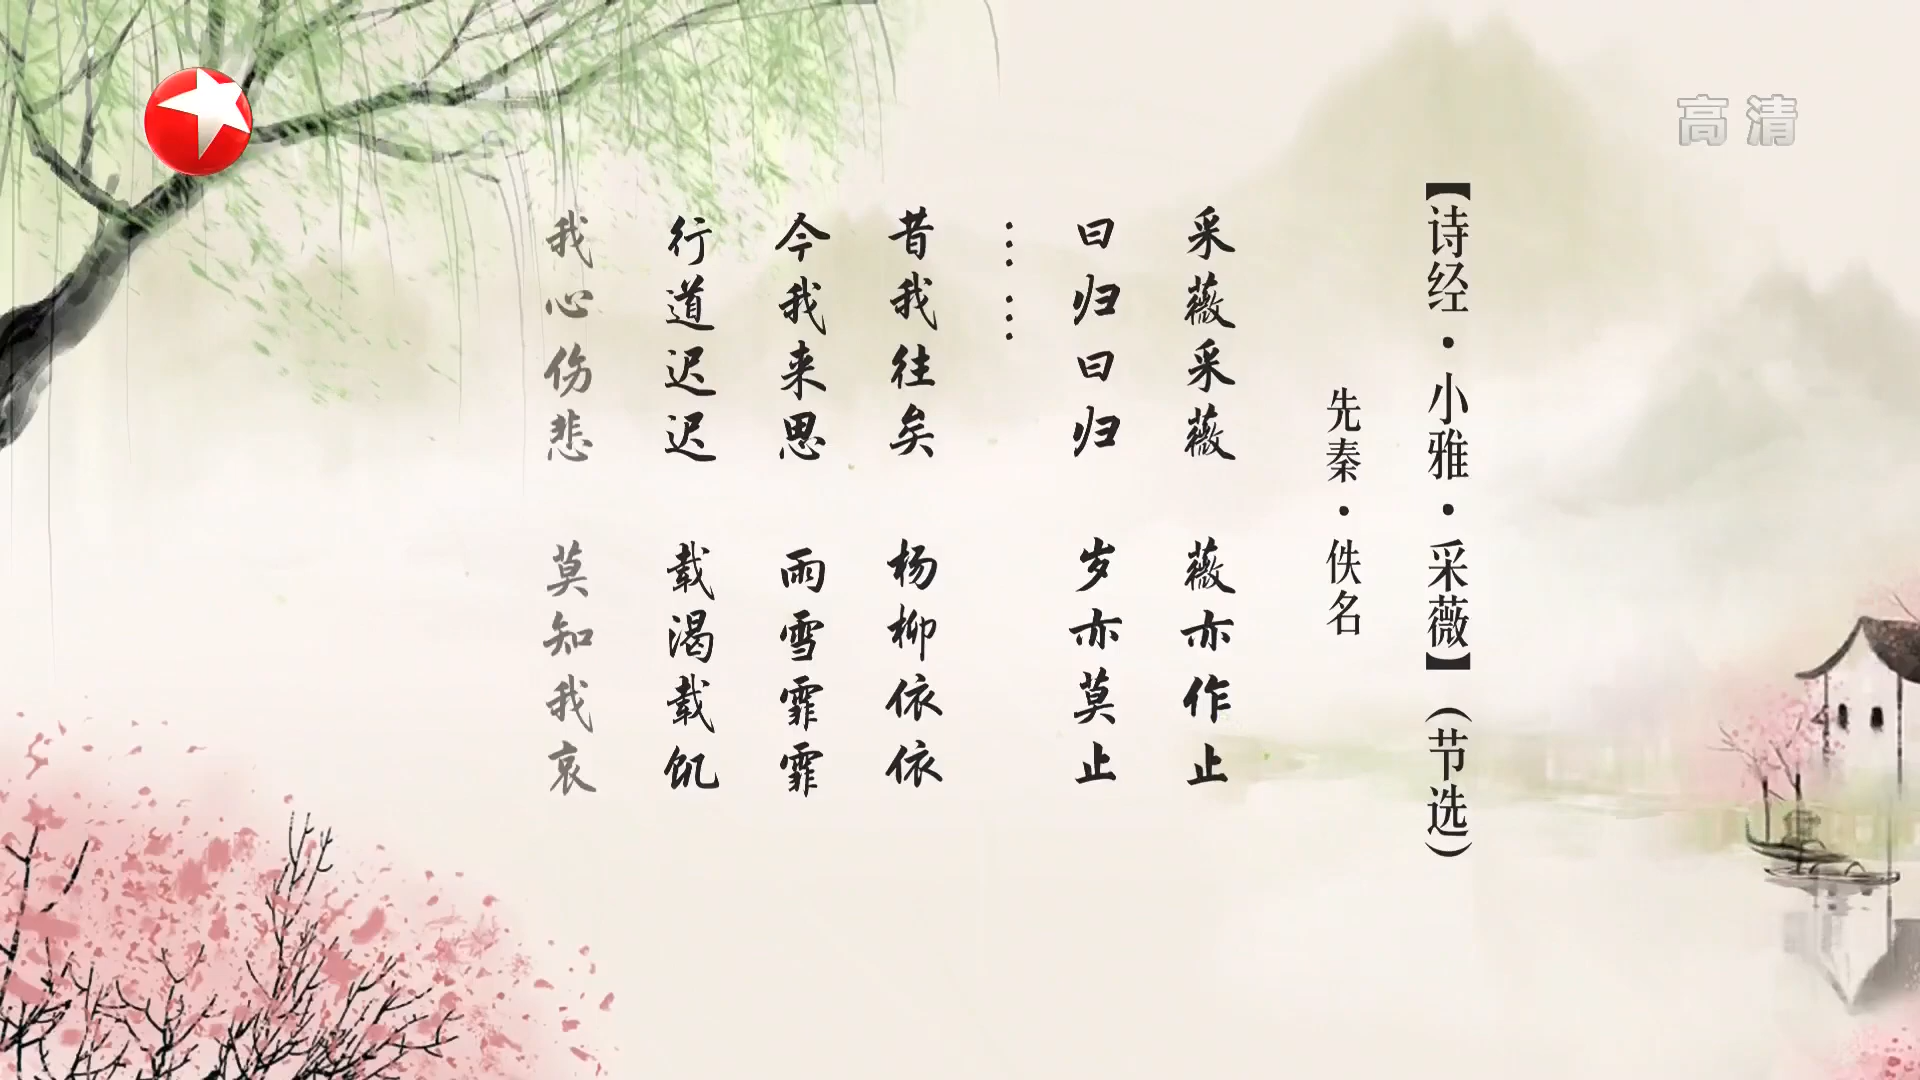 高清
【诗经·小雅·采薇】（节选）
先秦·佚名
采薇采薇 薇亦作止
曰归曰归 岁亦莫止
……
昔我往矣 杨柳依依
今我来思 雨雪霏霏
行道迟迟 载渴载饥
我心伤悲 莫知我哀